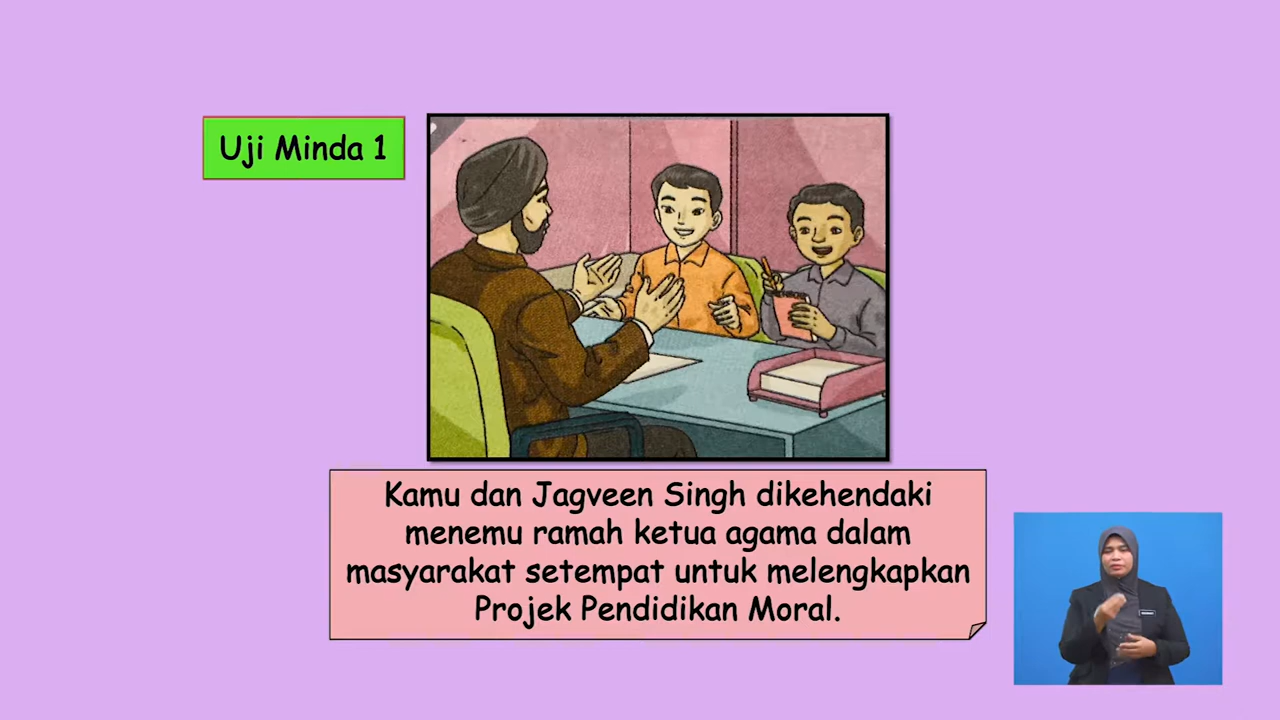 Uji Minda 1
Kamu dan Jagveen Singh dikehendaki
menemu ramah ketua agama dalam
masyarakat setempat untuk melengkapkan
Projek Pendidikan Moral.